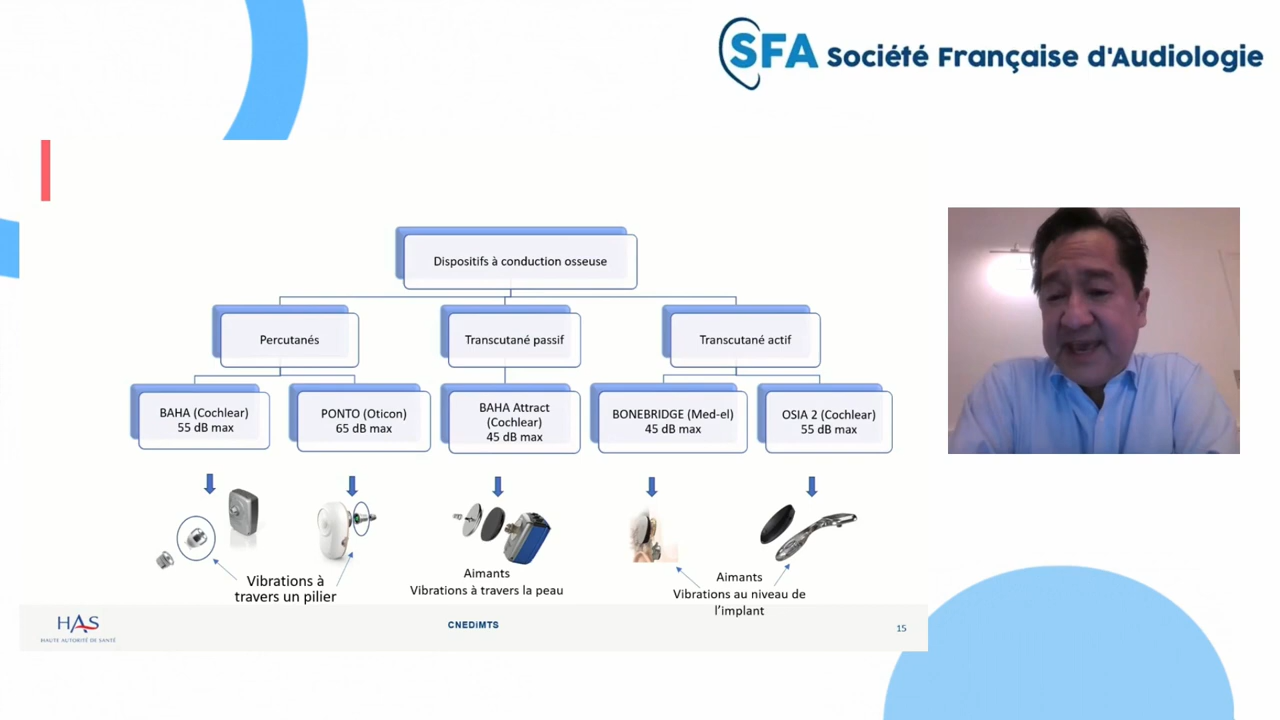 SFA Société Française d'Audiologie
Dispositifs à conduction osseuse
Percutanés
Transcutané passif
Transcutané actif
BAHA (Cochlear)
55 dB max
PONTO (Oticon)
65 dB max
BAHA Attract
(Cochlear)
45 dB max
BONEBRIDGE (Med-el)
45 dB max
OSIA 2 (Cochlear)
55 dB max
Vibrations à
travers un pilier
Aimants
Vibrations à travers la peau
Aimants
Vibrations au niveau de
l'implant
HAS
HAUTE AUTORITÉ DE SANTÉ
CNEDiMTS
15